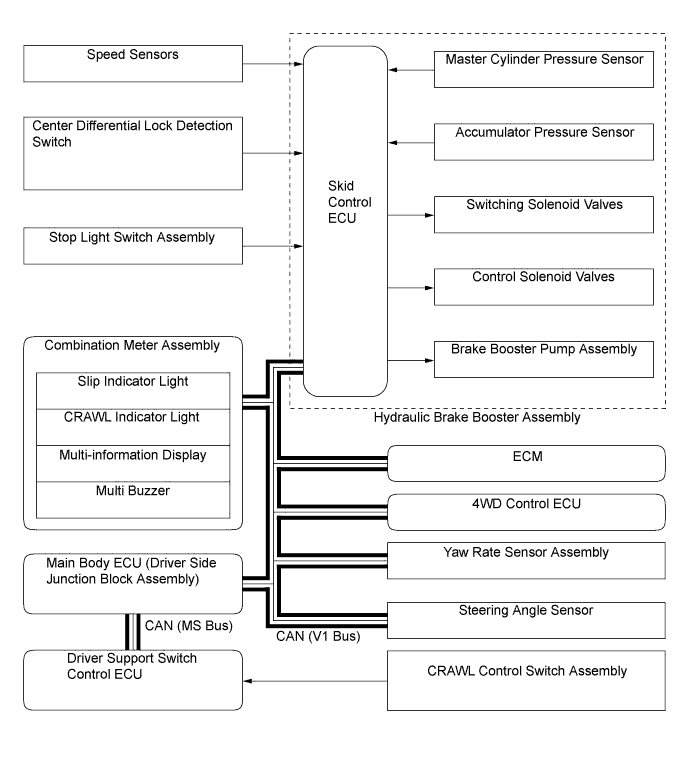 Speed Sensors
Center Differential Lock Detection
Switch
Stop Light Switch Assembly
Skid
Control
ECU
Master Cylinder Pressure Sensor
Accumulator Pressure Sensor
Switching Solenoid Valves
Control Solenoid Valves
Brake Booster Pump Assembly
Hydraulic Brake Booster Assembly
Combination Meter Assembly
Slip Indicator Light
CRAWL Indicator Light
Multi-information Display
Multi Buzzer
ECM
4WD Control ECU
Yaw Rate Sensor Assembly
Steering Angle Sensor
Main Body ECU (Driver Side
Junction Block Assembly)
CAN (MS Bus)
CAN (V1 Bus)
Driver Support Switch
Control ECU
CRAWL Control Switch Assembly